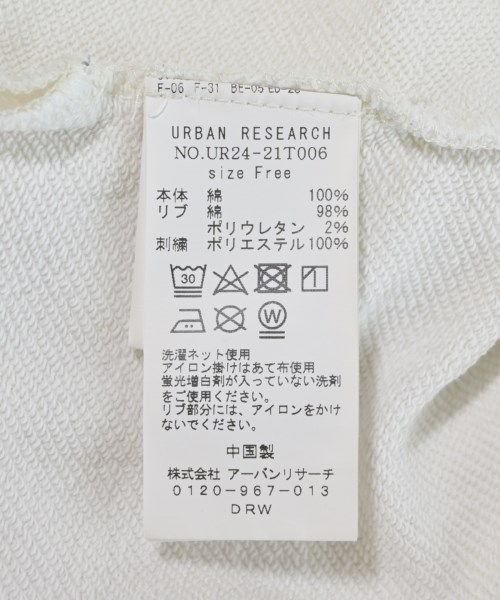 F-06 F-31 BE-05
URBAN RESEARCH
NO.UR24-21T006
size Free
本体 綿 100%
リブ 綿 98%
ポリウレタン 2%
刺繍 ポリエステル100%
30
W
洗濯ネット使用
アイロン掛けはあて布使用
蛍光増白剤が入っていない洗剤
をご使用ください。
リブ部分には、アイロンをかけ
ないでください。
中国製
株式会社 アーバンリサーチ
0120-967-013
DRW